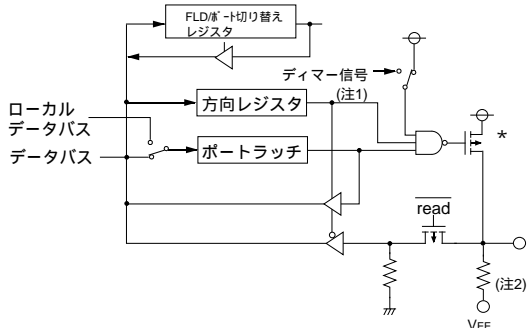 FLD/ポート切り替え
レジスタ
ディマー信号
(注1)
方向レジスタ
ローカル
データバス
データバス
ポートラッチ
*
read
(注2)
VEE